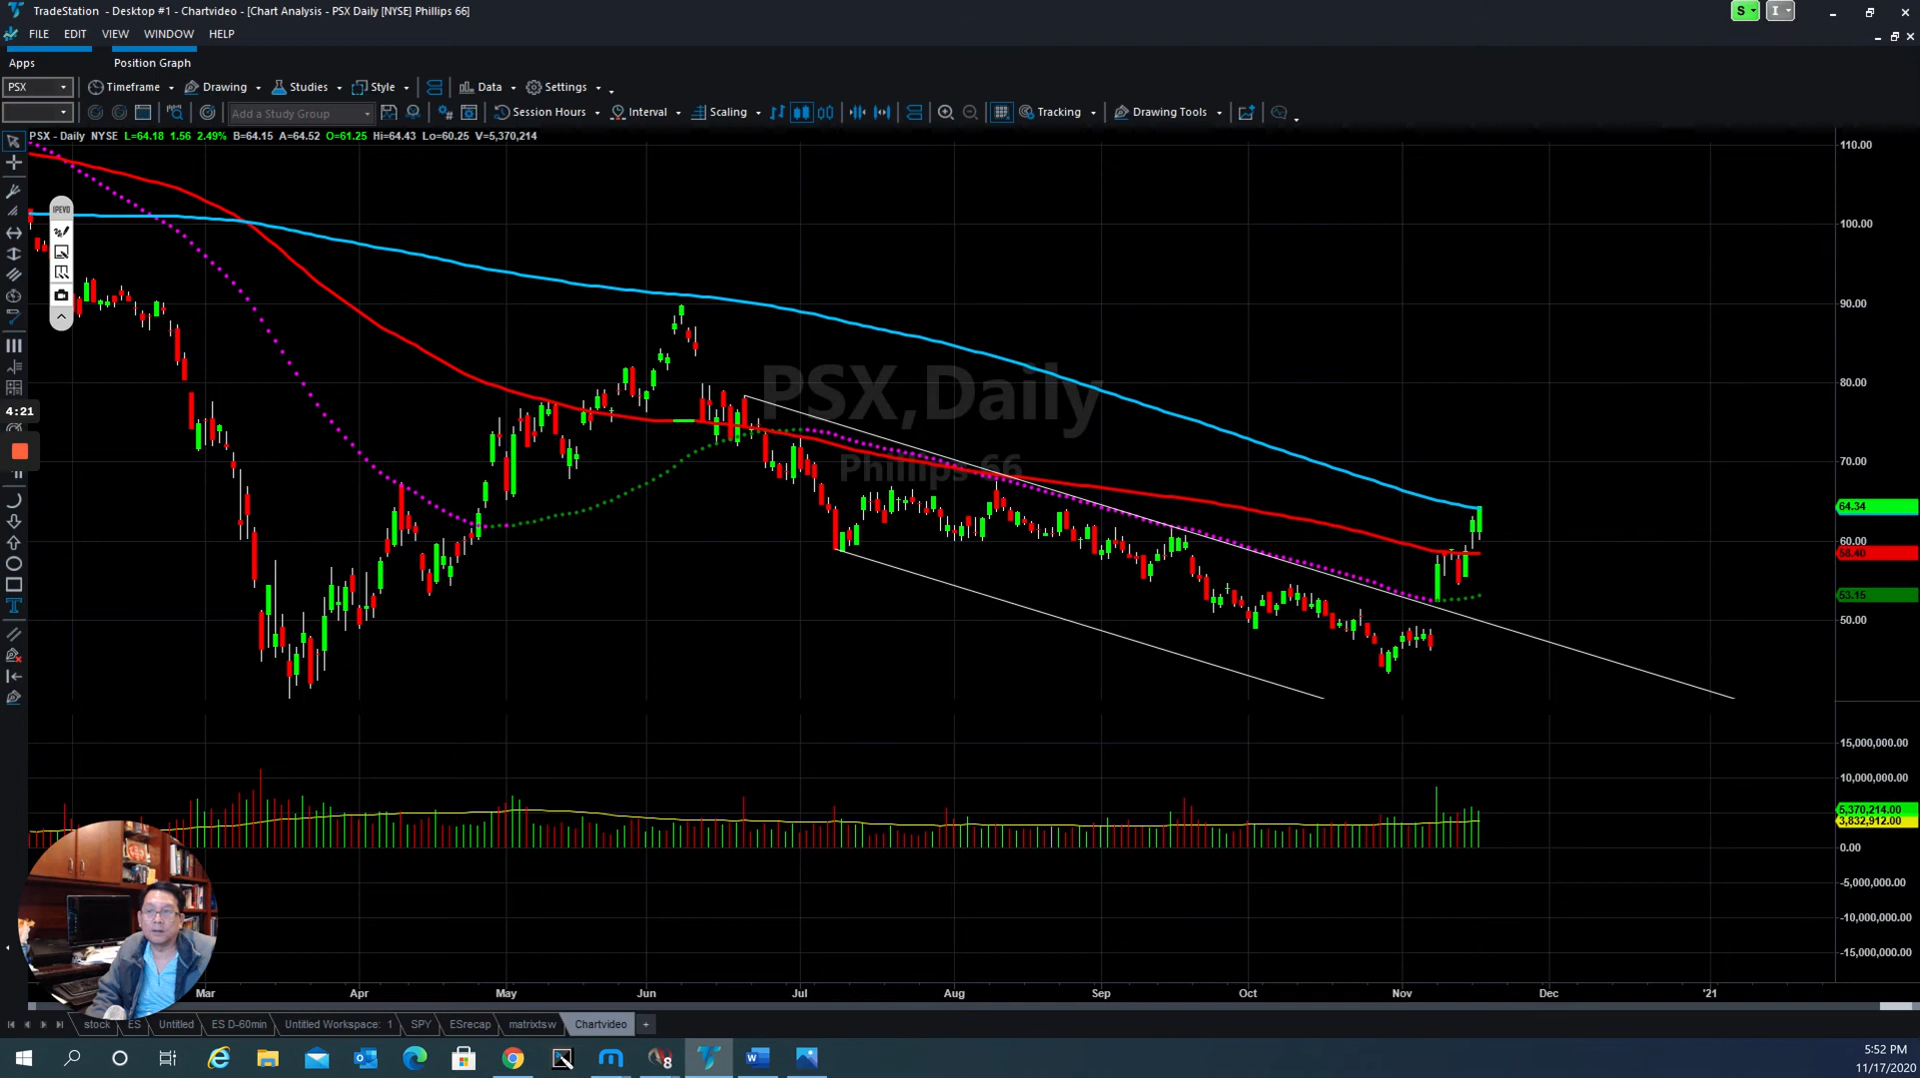 TradeStation - Desktop #1 - Chartvideo - [Chart Analysis - PSX Daily [NYSE] Phillips 66]
S
I
FILE EDIT VIEW WINDOW HELP
Apps Position Graph
PSX Timeframe Drawing Studies Style Data Settings
Add a Study Group Session Hours Interval Scaling Tracking Drawing Tools
PSX - Daily NYSE L=64.18 1.56 2.49% B=64.15 A=64.52 O=61.25 Hi=64.43 Lo=60.25 V=5,370,214
110.00
IPEVO
100.00
90.00
80.00
4:21
PSX,Daily
Phillips 66
70.00
64.34
60.00
58.40
53.15
50.00
15,000,000.00
10,000,000.00
5,370,214.00
3,832,912.00
0.00
-5,000,000.00
-10,000,000.00
-15,000,000.00
Mar Apr May Jun Jul Aug Sep Oct Nov Dec '21
stock ES Untitled ES D-60min Untitled Workspace: 1 SPY ESrecap matrixtsw Chartvideo +
8
5:52 PM
11/17/2020